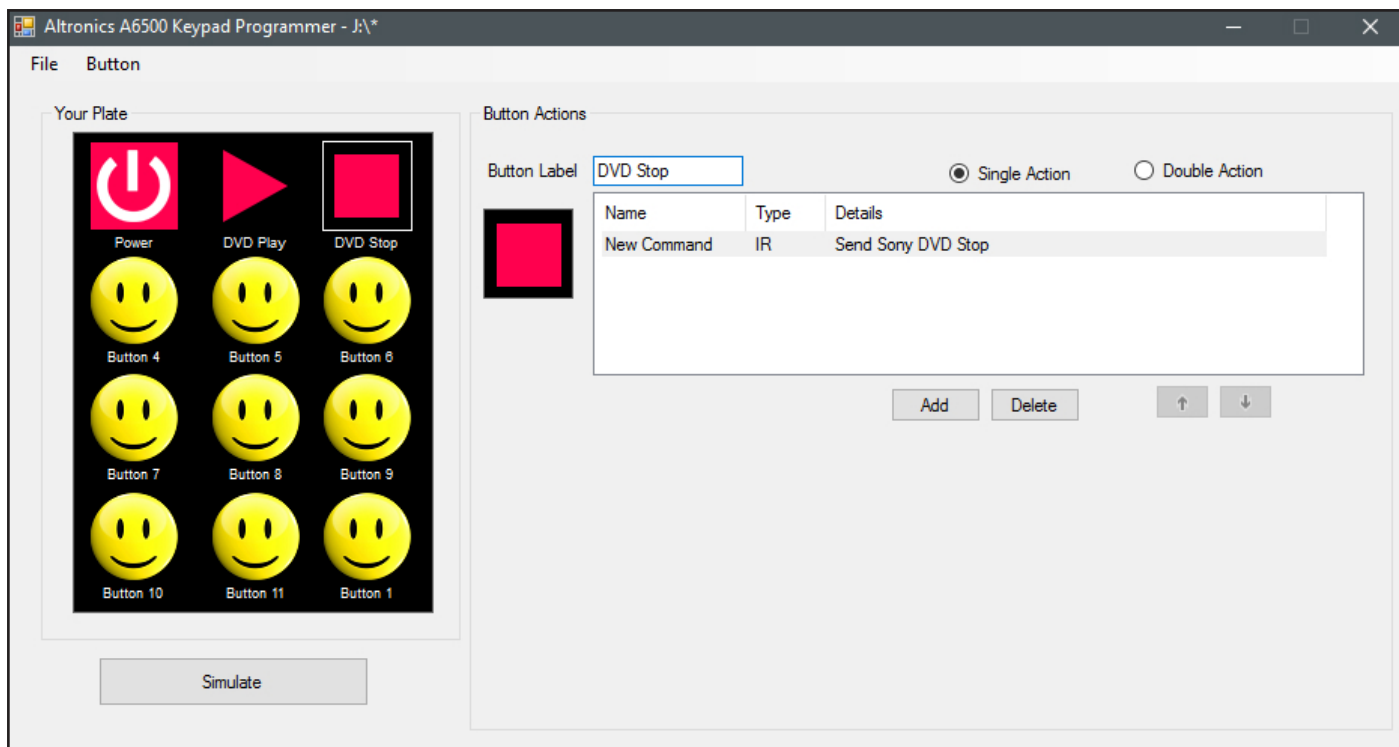 Altronics A6500 Keypad Programmer - J:\*
File Button
Your Plate
Power DVD Play DVD Stop
Button 4 Button 5 Button 6
Button 7 Button 8 Button 9
Button 10 Button 11 Button 1
Simulate
Button Actions
Button Label DVD Stop Single Action Double Action
Name Type Details
New Command IR Send Sony DVD Stop
Add Delete